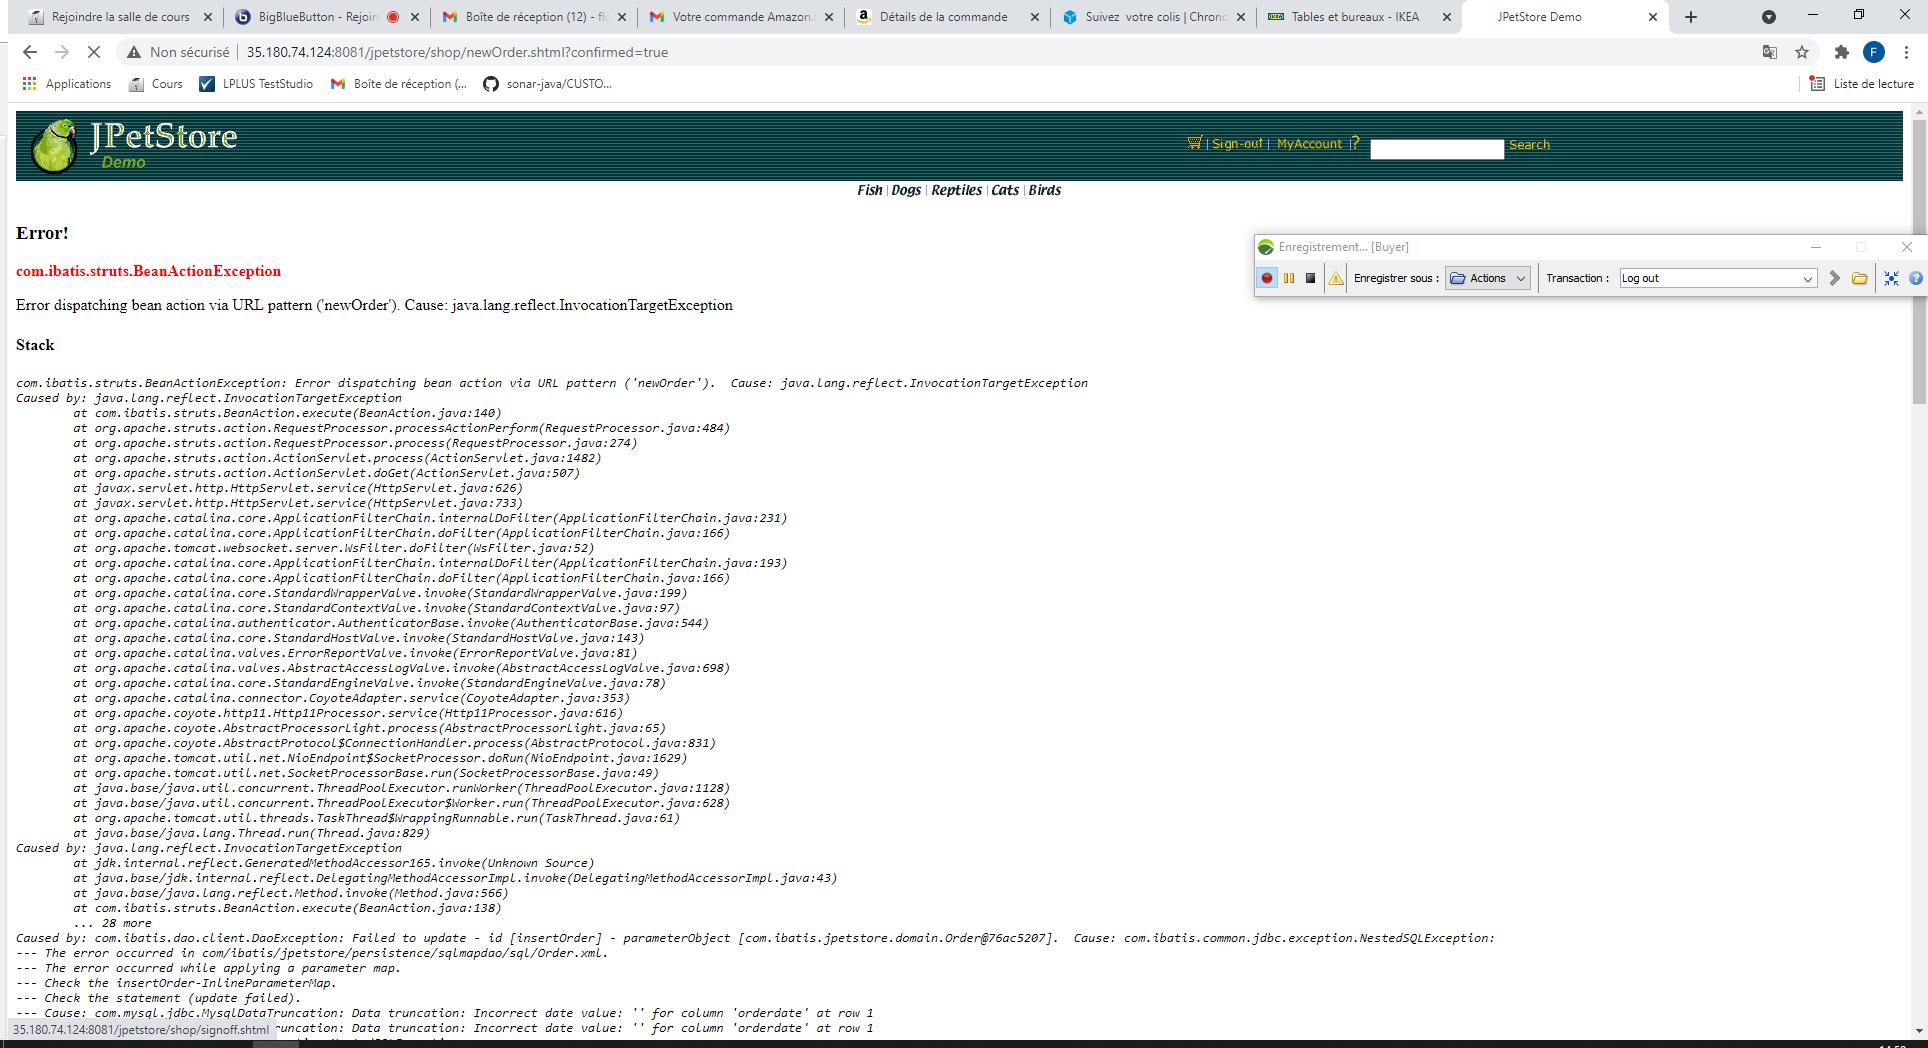 Rejoindre la salle de cours
BigBlueButton - Rejoin
Boîte de réception (12) - flo
Votre commande Amazon.f
Détails de la commande
Suivez votre colis | Chrono
Tables et bureaux - IKEA
JPetStore Demo
Non sécurisé
35.180.74.124:8081/jpetstore/shop/newOrder.shtml?confirmed=true
F
Applications
Cours
LPLUS TestStudio
Boîte de réception (...
sonar-java/CUSTO...
Liste de lecture
JPetStore
Demo
| Sign-out | MyAccount | ?
Search
Fish | Dogs | Reptiles | Cats | Birds
Error!
Enregistrement... [Buyer]
Enregistrer sous :
Actions
Transaction :
Log out
com.ibatis.struts.BeanActionException
Error dispatching bean action via URL pattern ('newOrder'). Cause: java.lang.reflect.InvocationTargetException
Stack
com.ibatis.struts.BeanActionException: Error dispatching bean action via URL pattern ('newOrder').  Cause: java.lang.reflect.InvocationTargetException
Caused by: java.lang.reflect.InvocationTargetException
at com.ibatis.struts.BeanAction.execute(BeanAction.java:140)
at org.apache.struts.action.RequestProcessor.processActionPerform(RequestProcessor.java:484)
at org.apache.struts.action.RequestProcessor.process(RequestProcessor.java:274)
at org.apache.struts.action.ActionServlet.process(ActionServlet.java:1482)
at org.apache.struts.action.ActionServlet.doGet(ActionServlet.java:507)
at javax.servlet.http.HttpServlet.service(HttpServlet.java:626)
at javax.servlet.http.HttpServlet.service(HttpServlet.java:733)
at org.apache.catalina.core.ApplicationFilterChain.internalDoFilter(ApplicationFilterChain.java:231)
at org.apache.catalina.core.ApplicationFilterChain.doFilter(ApplicationFilterChain.java:166)
at org.apache.tomcat.websocket.server.WsFilter.doFilter(WsFilter.java:52)
at org.apache.catalina.core.ApplicationFilterChain.internalDoFilter(ApplicationFilterChain.java:193)
at org.apache.catalina.core.ApplicationFilterChain.doFilter(ApplicationFilterChain.java:166)
at org.apache.catalina.core.StandardWrapperValve.invoke(StandardWrapperValve.java:199)
at org.apache.catalina.core.StandardContextValve.invoke(StandardContextValve.java:97)
at org.apache.catalina.authenticator.AuthenticatorBase.invoke(AuthenticatorBase.java:544)
at org.apache.catalina.core.StandardHostValve.invoke(StandardHostValve.java:143)
at org.apache.catalina.valves.ErrorReportValve.invoke(ErrorReportValve.java:81)
at org.apache.catalina.valves.AbstractAccessLogValve.invoke(AbstractAccessLogValve.java:698)
at org.apache.catalina.core.StandardEngineValve.invoke(StandardEngineValve.java:78)
at org.apache.catalina.connector.CoyoteAdapter.service(CoyoteAdapter.java:353)
at org.apache.coyote.http11.Http11Processor.service(Http11Processor.java:616)
at org.apache.coyote.AbstractProcessorLight.process(AbstractProcessorLight.java:65)
at org.apache.coyote.AbstractProtocol$ConnectionHandler.process(AbstractProtocol.java:831)
at org.apache.tomcat.util.net.NioEndpoint$SocketProcessor.doRun(NioEndpoint.java:1629)
at org.apache.tomcat.util.net.SocketProcessorBase.run(SocketProcessorBase.java:49)
at java.base/java.util.concurrent.ThreadPoolExecutor.runWorker(ThreadPoolExecutor.java:1128)
at java.base/java.util.concurrent.ThreadPoolExecutor$Worker.run(ThreadPoolExecutor.java:628)
at org.apache.tomcat.util.threads.TaskThread$WrappingRunnable.run(TaskThread.java:61)
at java.base/java.lang.Thread.run(Thread.java:829)
Caused by: java.lang.reflect.InvocationTargetException
at jdk.internal.reflect.GeneratedMethodAccessor165.invoke(Unknown Source)
at java.base/jdk.internal.reflect.DelegatingMethodAccessorImpl.invoke(DelegatingMethodAccessorImpl.java:43)
at java.base/java.lang.reflect.Method.invoke(Method.java:566)
at com.ibatis.struts.BeanAction.execute(BeanAction.java:138)
... 28 more
Caused by: com.ibatis.dao.client.DaoException: Failed to update - id [insertOrder] - parameterObject [com.ibatis.jpetstore.domain.Order@76ac5207].  Cause: com.ibatis.common.jdbc.exception.NestedSQLException:
--- The error occurred in com/ibatis/jpetstore/persistence/sqlmapdao/sql/Order.xml.
--- The error occurred while applying a parameter map.
--- Check the insertOrder-InlineParameterMap.
--- Check the statement (update failed).
--- Cause: com.mysql.jdbc.MysqlDataTruncation: Data truncation: Incorrect date value: '' for column 'orderdate' at row 1
35.180.74.124:8081/jpetstore/shop/signoff.shtml
runcation: Data truncation: Incorrect date value: '' for column 'orderdate' at row 1